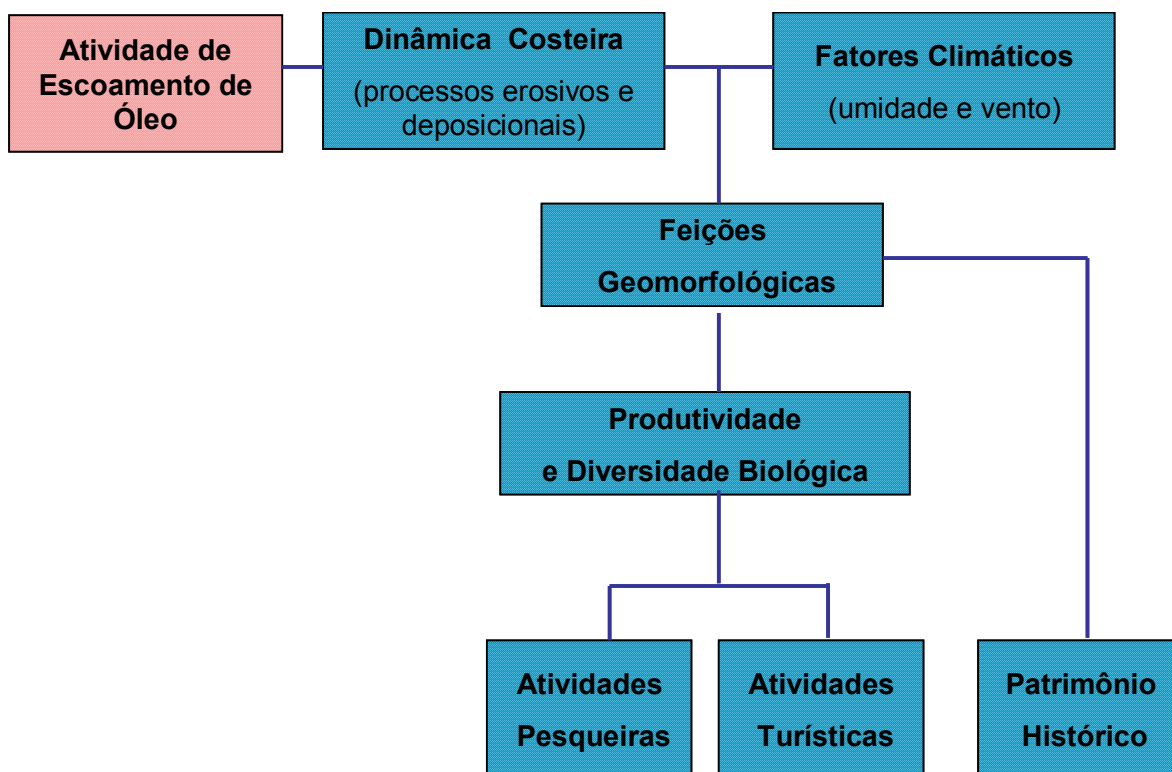 Atividade de
Escoamento de
Óleo
Dinâmica Costeira
(processos erosivos e
deposicionais)
Fatores Climáticos
(umidade e vento)
Feições
Geomorfológicas
Produtividade
e Diversidade Biológica
Atividades
Pesqueiras
Atividades
Turísticas
Patrimônio
Histórico